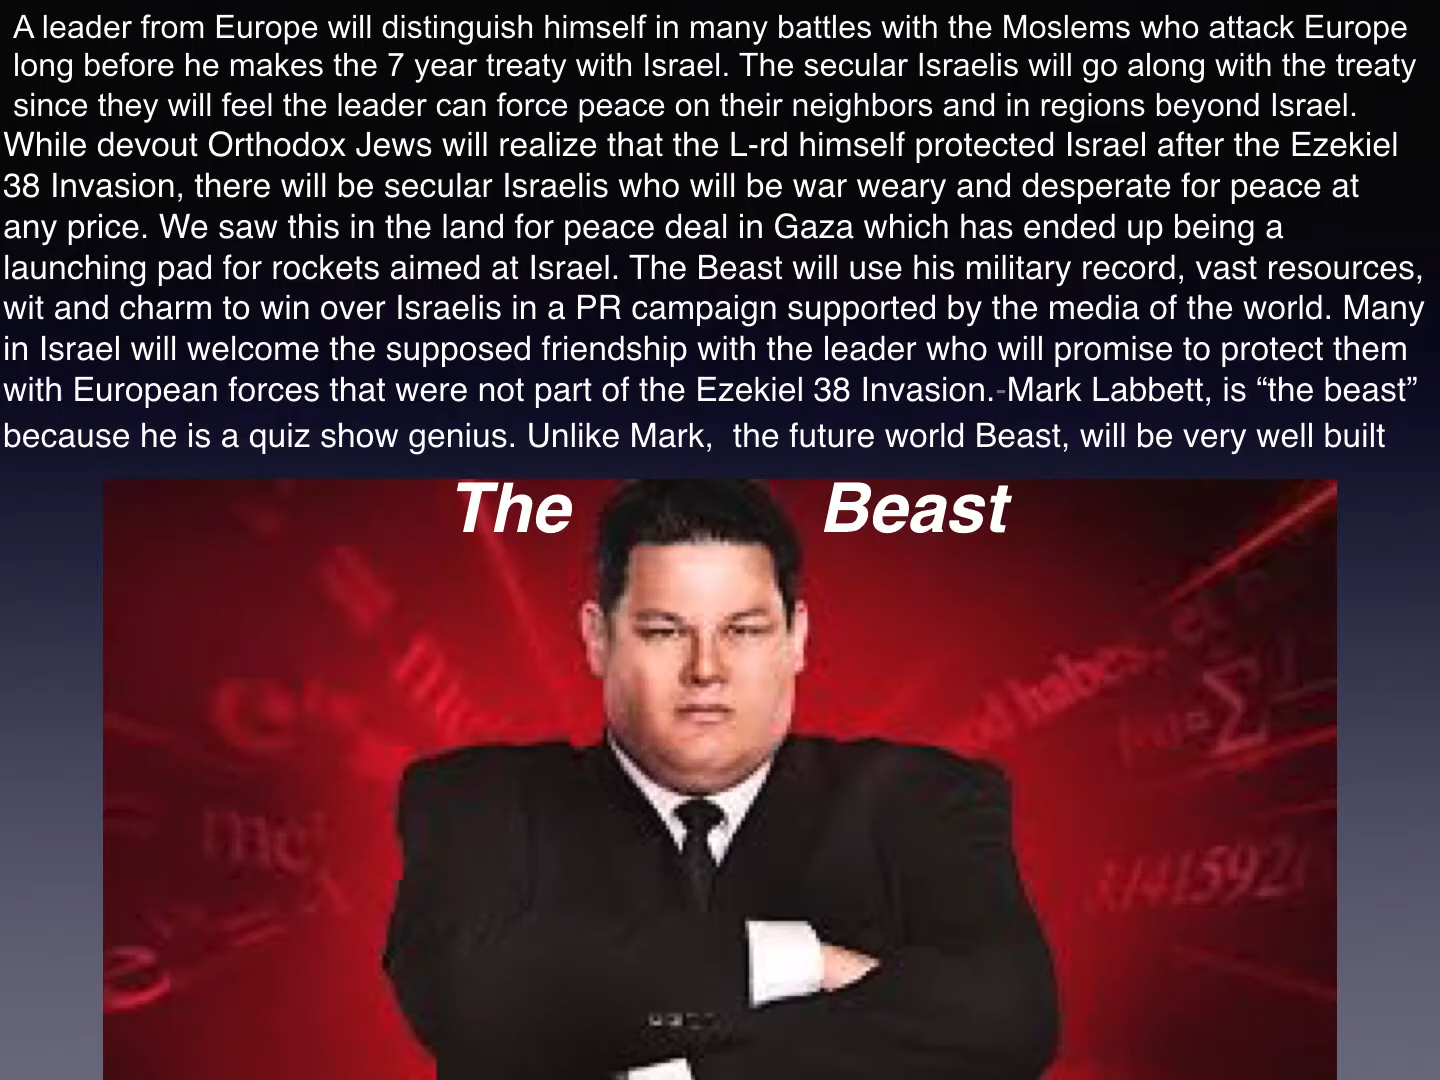 A leader from Europe will distinguish himself in many battles with the Moslems who attack Europe
long before he makes the 7 year treaty with Israel. The secular Israelis will go along with the treaty
since they will feel the leader can force peace on their neighbors and in regions beyond Israel.
While devout Orthodox Jews will realize that the L-rd himself protected Israel after the Ezekiel
38 Invasion, there will be secular Israelis who will be war weary and desperate for peace at
any price. We saw this in the land for peace deal in Gaza which has ended up being a
launching pad for rockets aimed at Israel. The Beast will use his military record, vast resources,
wit and charm to win over Israelis in a PR campaign supported by the media of the world. Many
in Israel will welcome the supposed friendship with the leader who will promise to protect them
with European forces that were not part of the Ezekiel 38 Invasion.-Mark Labbett, is “the beast”
because he is a quiz show genius. Unlike Mark,  the future world Beast, will be very well built
The Beast
habes
mc